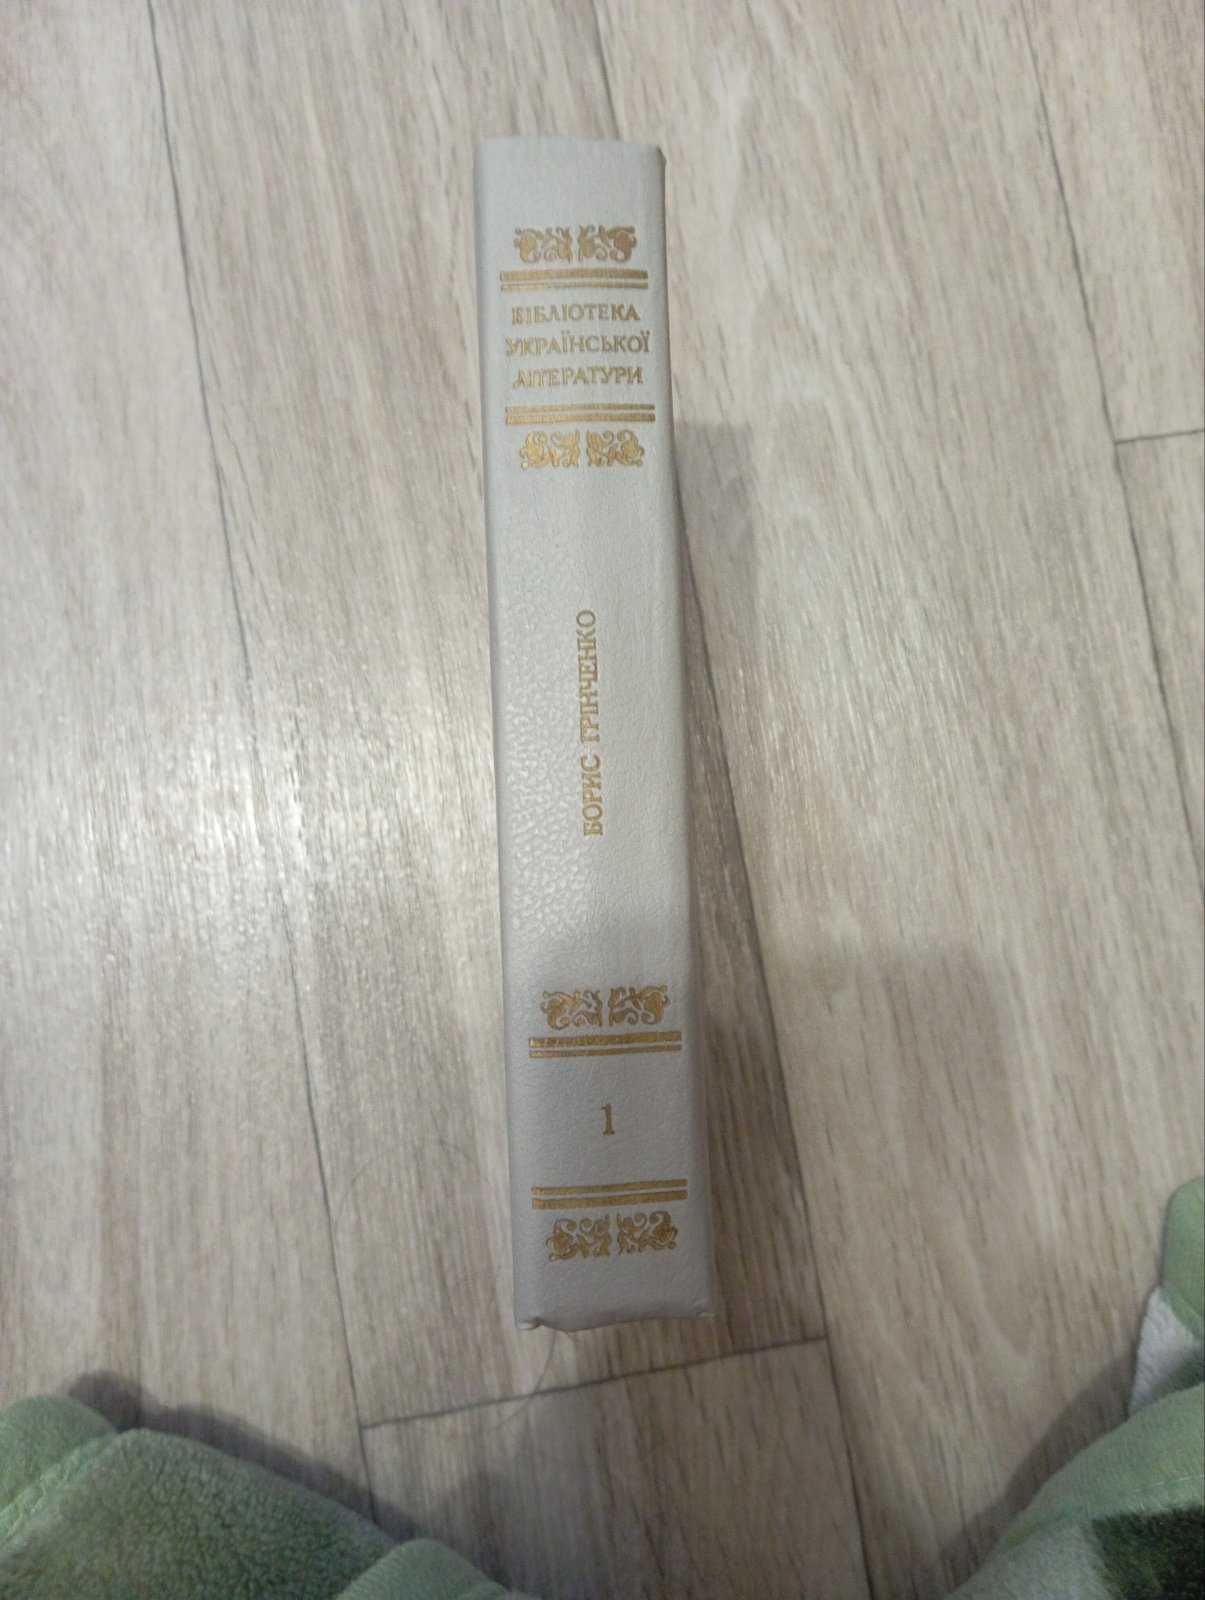 БІБЛІОТЕКА
УКРАЇНСЬКОЇ
ЛІТЕРАТУРИ
БОРИС ГРІНЧЕНКО
1